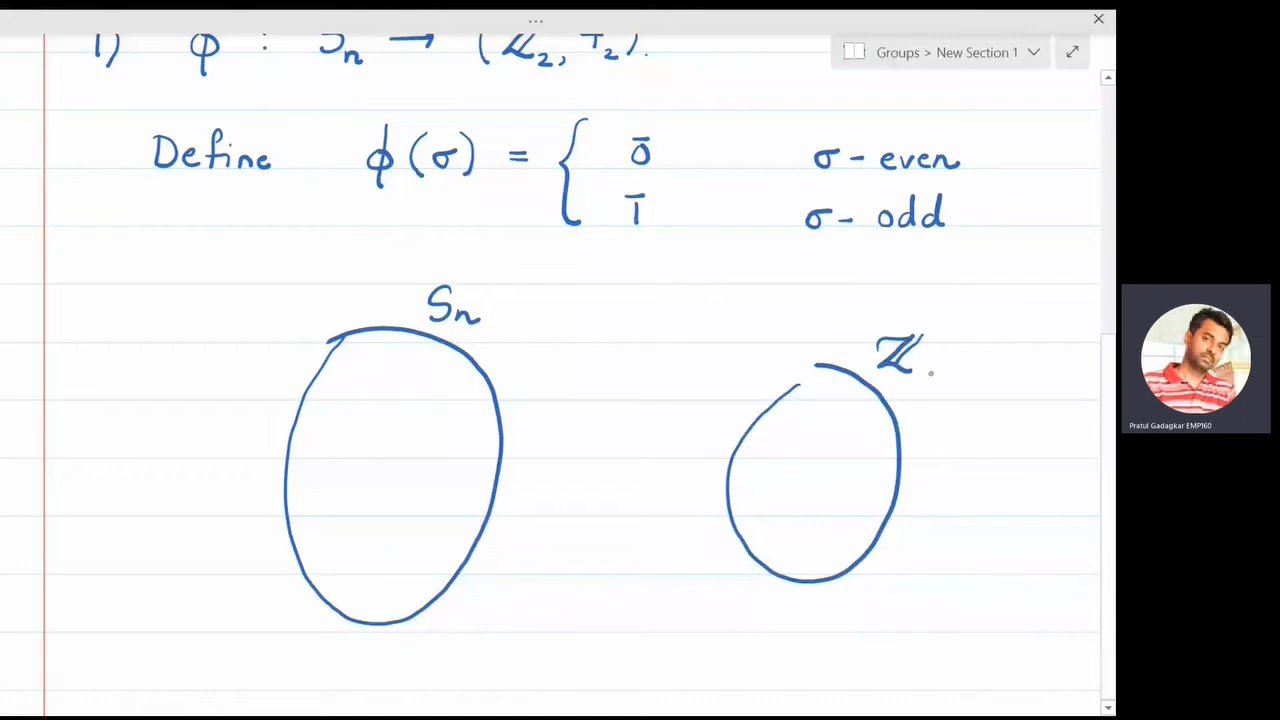 1) φ : Sn → (ℤ₂, +₂).
Groups > New Section 1
Define φ(σ) = { 0̄ σ - even
1̄ σ - odd
Sn
ℤ
Pratul Gadagkar EMP160